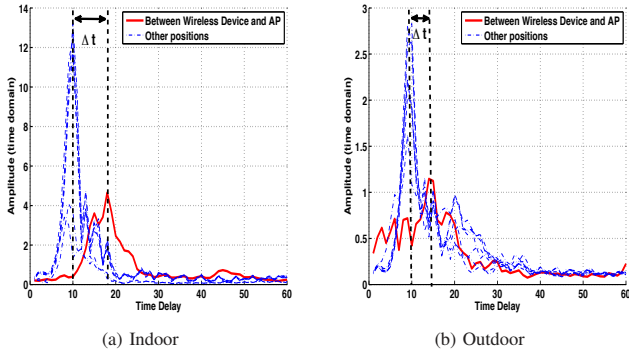 Between Wireless Device and AP
Other positions
Δ t
Amplitude (time domain)
14
12
10
8
6
4
2
0
0 10 20 30 40 50 60
Time Delay
(a) Indoor
Between Wireless Device and AP
Other positions
Δ t
Amplitude (time domain)
3
2.5
2
1.5
1
0.5
0
0 10 20 30 40 50 60
Time Delay
(b) Outdoor